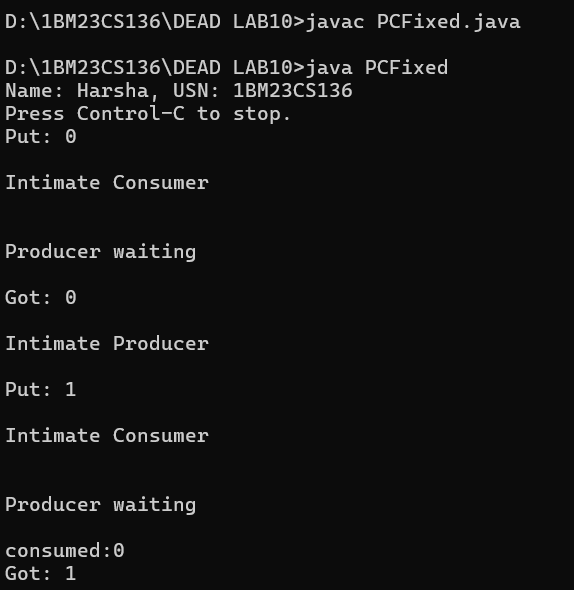 D:\1BM23CS136\DEAD LAB10>javac PCFixed.java
D:\1BM23CS136\DEAD LAB10>java PCFixed
Name: Harsha, USN: 1BM23CS136
Press Control-C to stop.
Put: 0
Intimate Consumer
Producer waiting
Got: 0
Intimate Producer
Put: 1
Intimate Consumer
Producer waiting
consumed:0
Got: 1